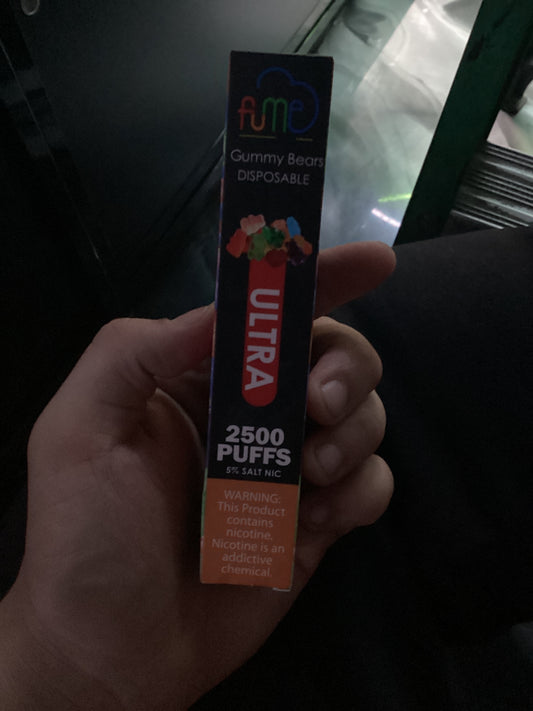 fume
Gummy Bears
DISPOSABLE
ULTRA
2500
PUFFS
5% SALT NIC
WARNING:
This Product
contains
nicotine.
Nicotine is an
addictive
chemical.